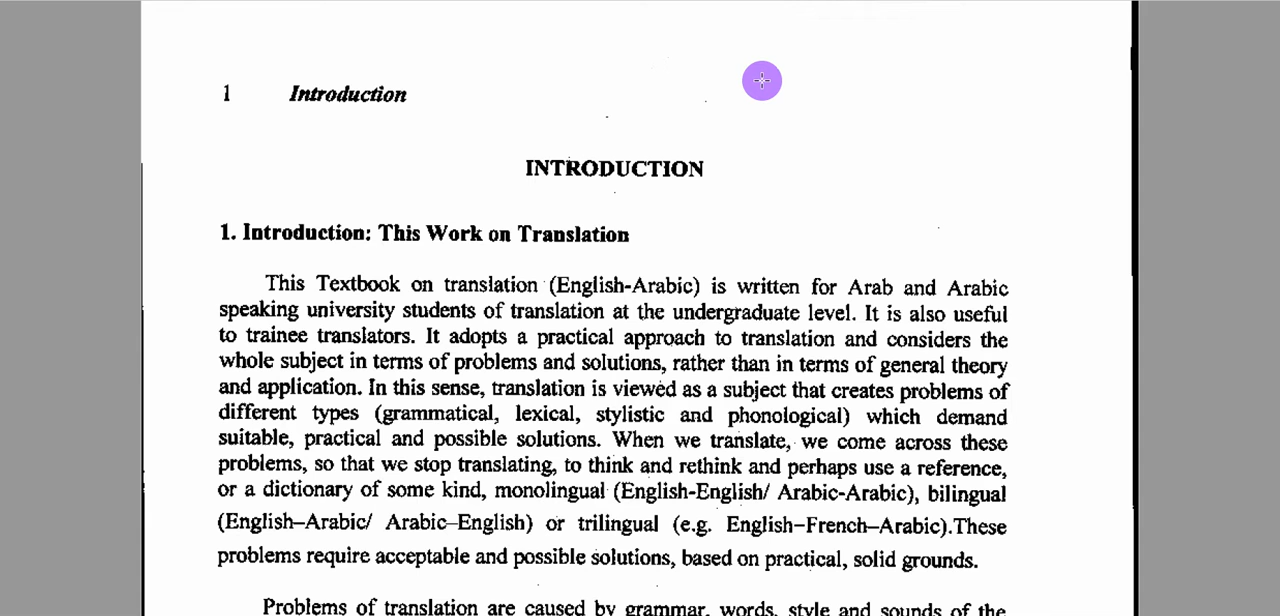 1 Introduction
INTRODUCTION
1. Introduction: This Work on Translation
This Textbook on translation (English-Arabic) is written for Arab and Arabic
speaking university students of translation at the undergraduate level. It is also useful
to trainee translators. It adopts a practical approach to translation and considers the
whole subject in terms of problems and solutions, rather than in terms of general theory
and application. In this sense, translation is viewed as a subject that creates problems of
different types (grammatical, lexical, stylistic and phonological) which demand
suitable, practical and possible solutions. When we translate, we come across these
problems, so that we stop translating, to think and rethink and perhaps use a reference,
or a dictionary of some kind, monolingual (English-English/ Arabic-Arabic), bilingual
(English–Arabic/ Arabic–English) or trilingual (e.g. English–French–Arabic).These
problems require acceptable and possible solutions, based on practical, solid grounds.
Problems of translation are caused by grammar, words, style and sounds of the